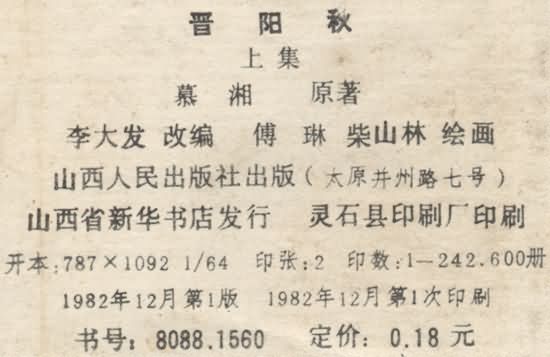 晋阳秋
上集
慕湘 原著
李大发 改编 傅琳 柴山林 绘画
山西人民出版社出版(太原并州路七号)
山西省新华书店发行 灵石县印刷厂印刷
开本:787×1092 1/64 印张:2 印数:1—242.600册
1982年12月第1版 1982年12月第1次印刷
书号:8088.1560 定价:0.18 元